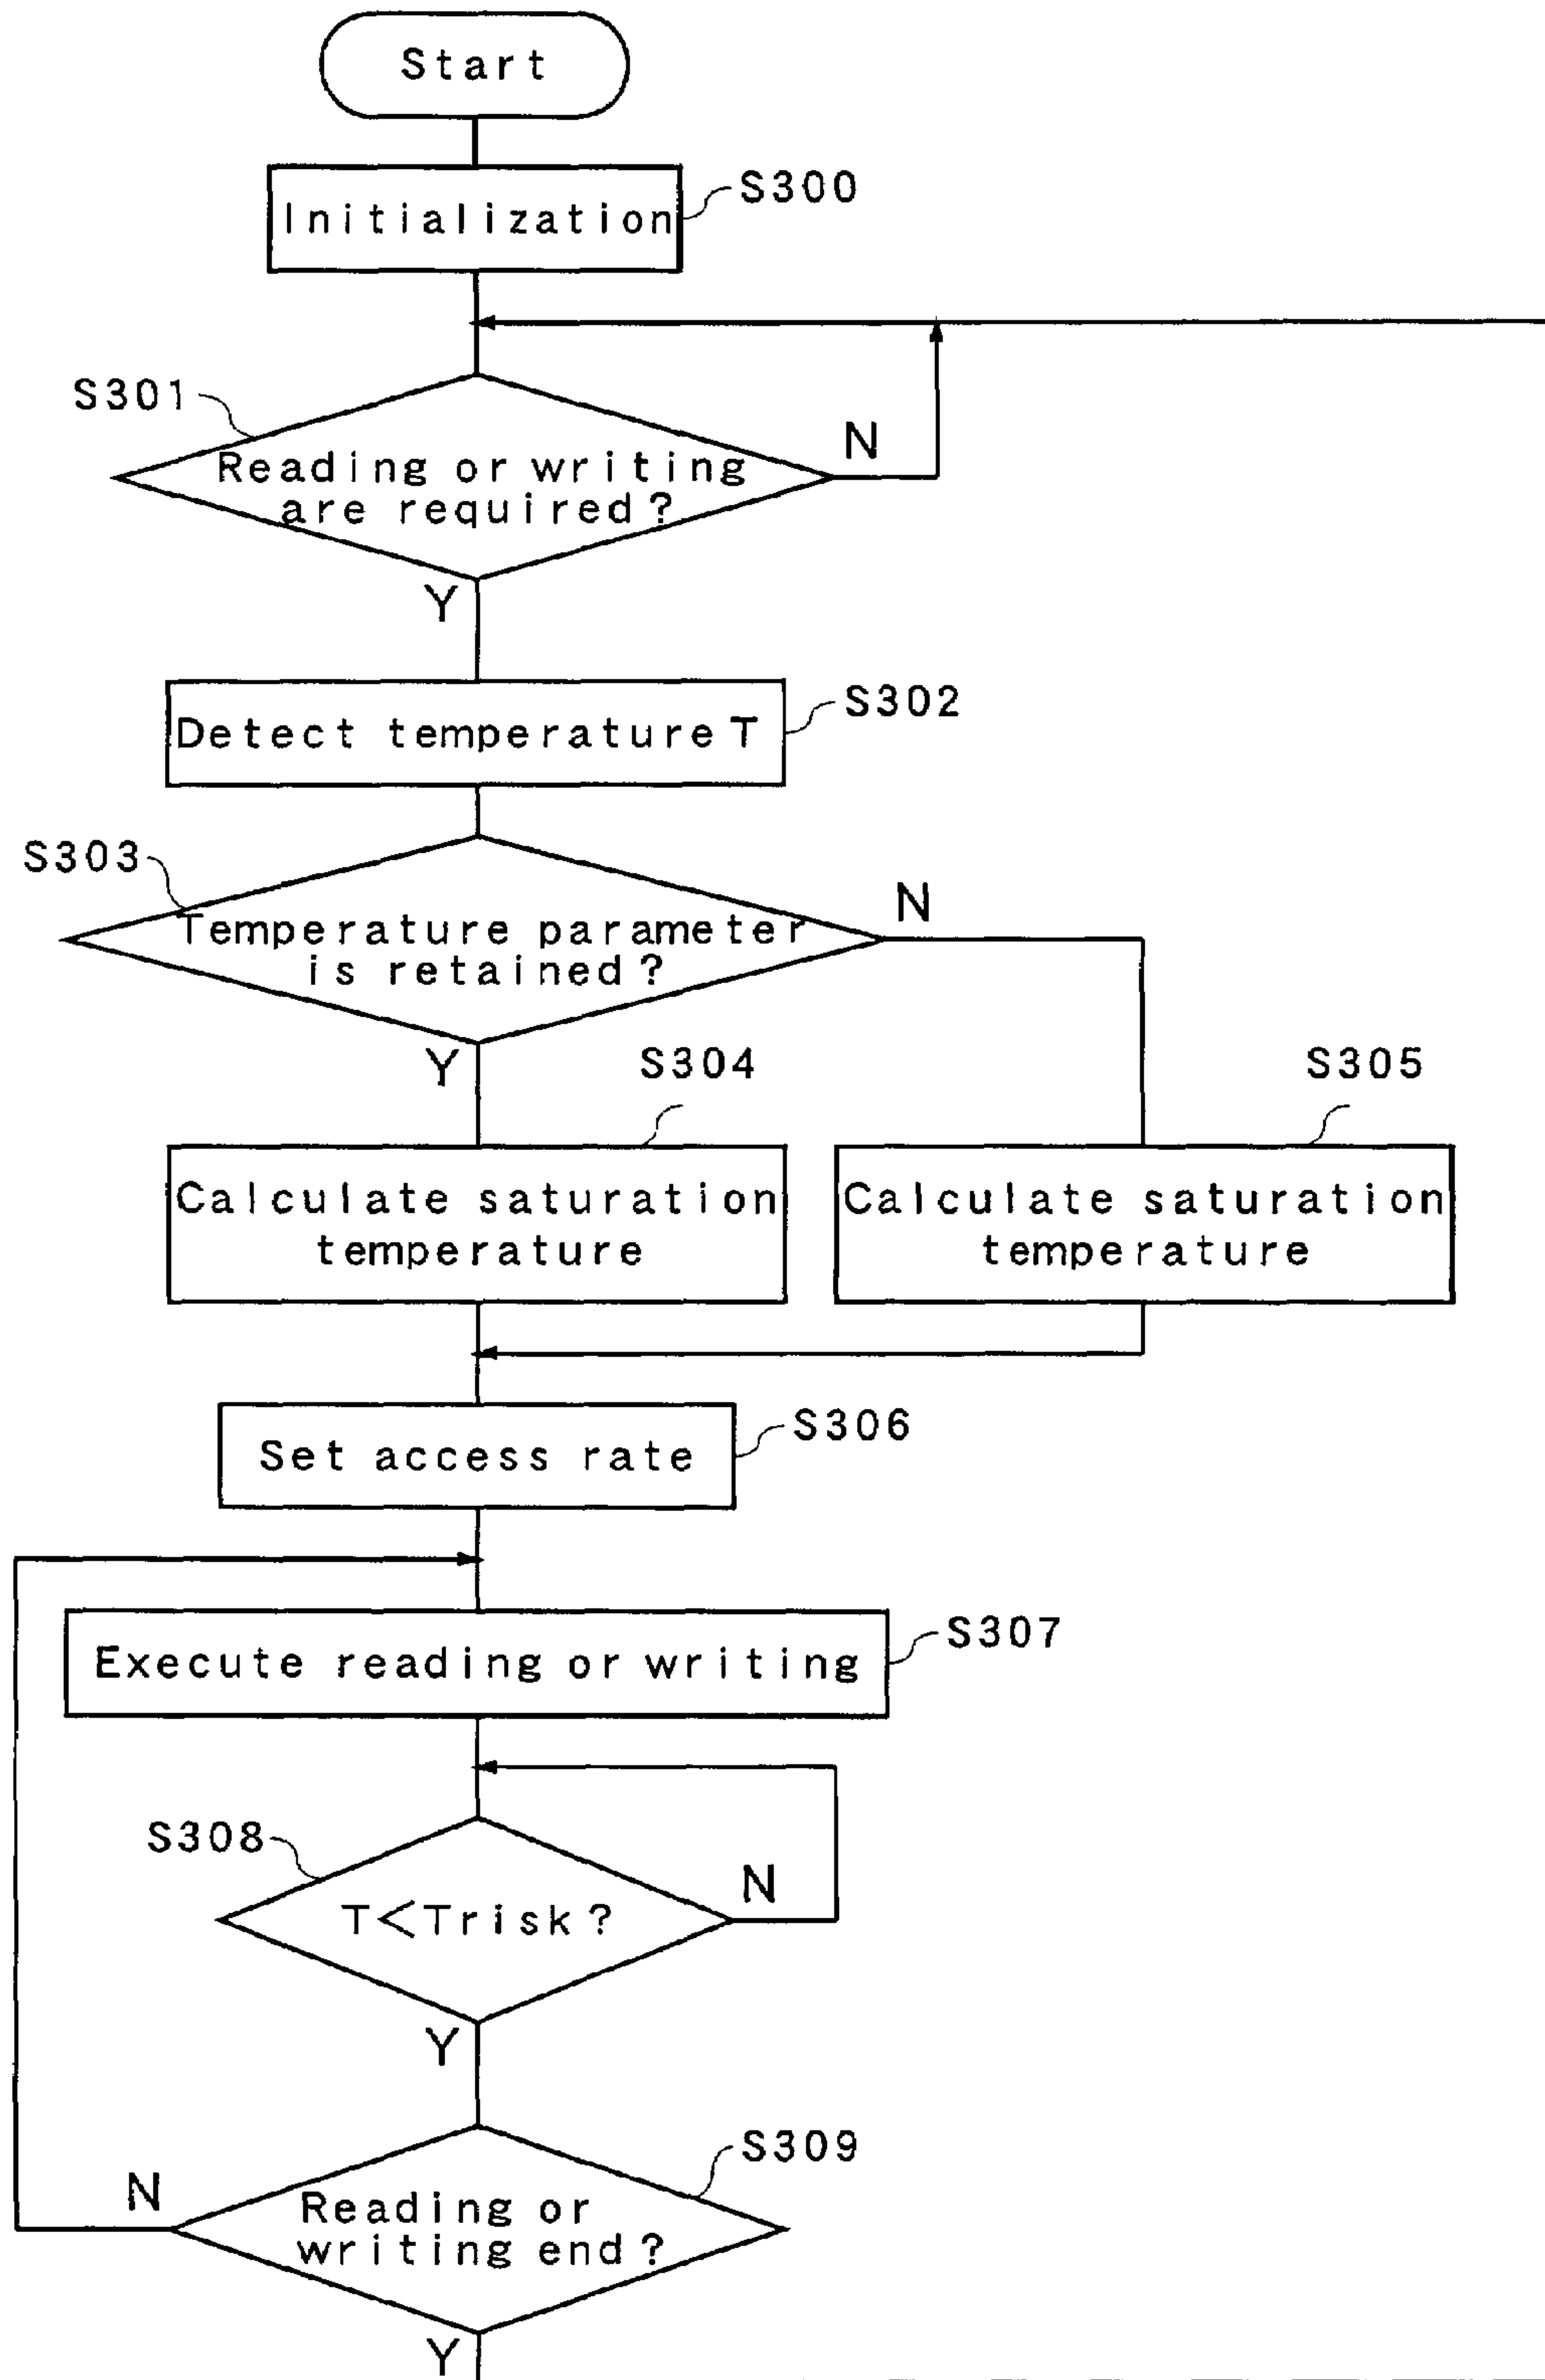 Start
Initialization
S300
S301
Reading or writing
are required?
N
Y
Detect temperature T
S302
S303
Temperature parameter
is retained?
N
Y
S304
S305
Calculate saturation
temperature
Calculate saturation
temperature
Set access rate
S306
Execute reading or writing
S307
S308
T<Trisk?
N
Y
S309
N
Reading or
writing end?
Y